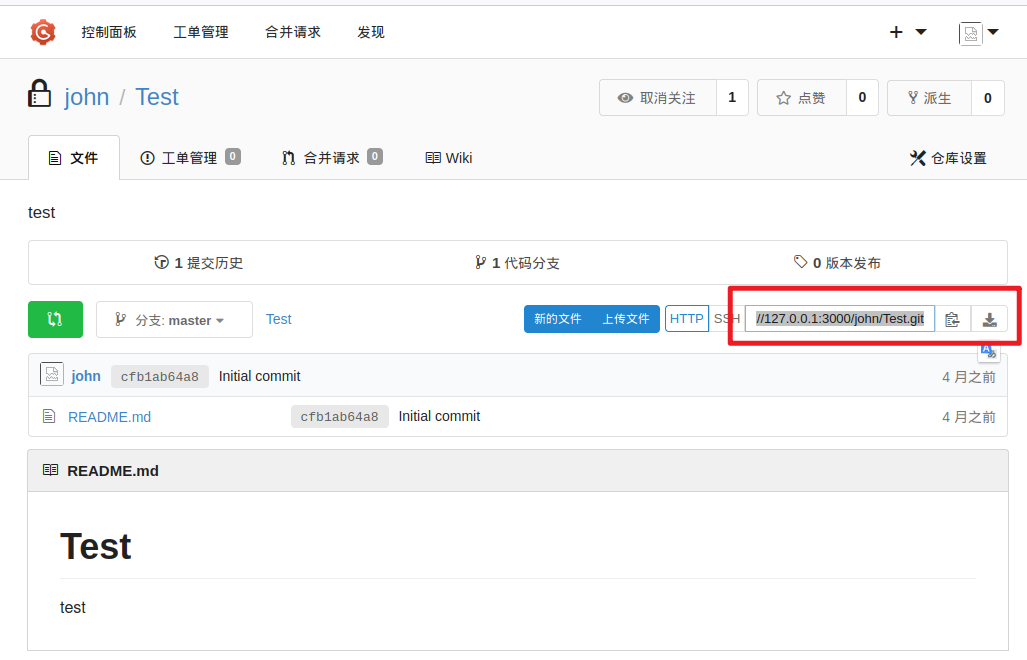 控制面板 工单管理 合并请求 发现
john / Test 取消关注 1 点赞 0 派生 0
文件 工单管理 0 合并请求 0 Wiki 仓库设置
test
1 提交历史 1 代码分支 0 版本发布
分支: master Test 新的文件 上传文件 HTTP SSH //127.0.0.1:3000/john/Test.git
john cfb1ab64a8 Initial commit 4 月之前
README.md cfb1ab64a8 Initial commit 4 月之前
README.md
Test
test